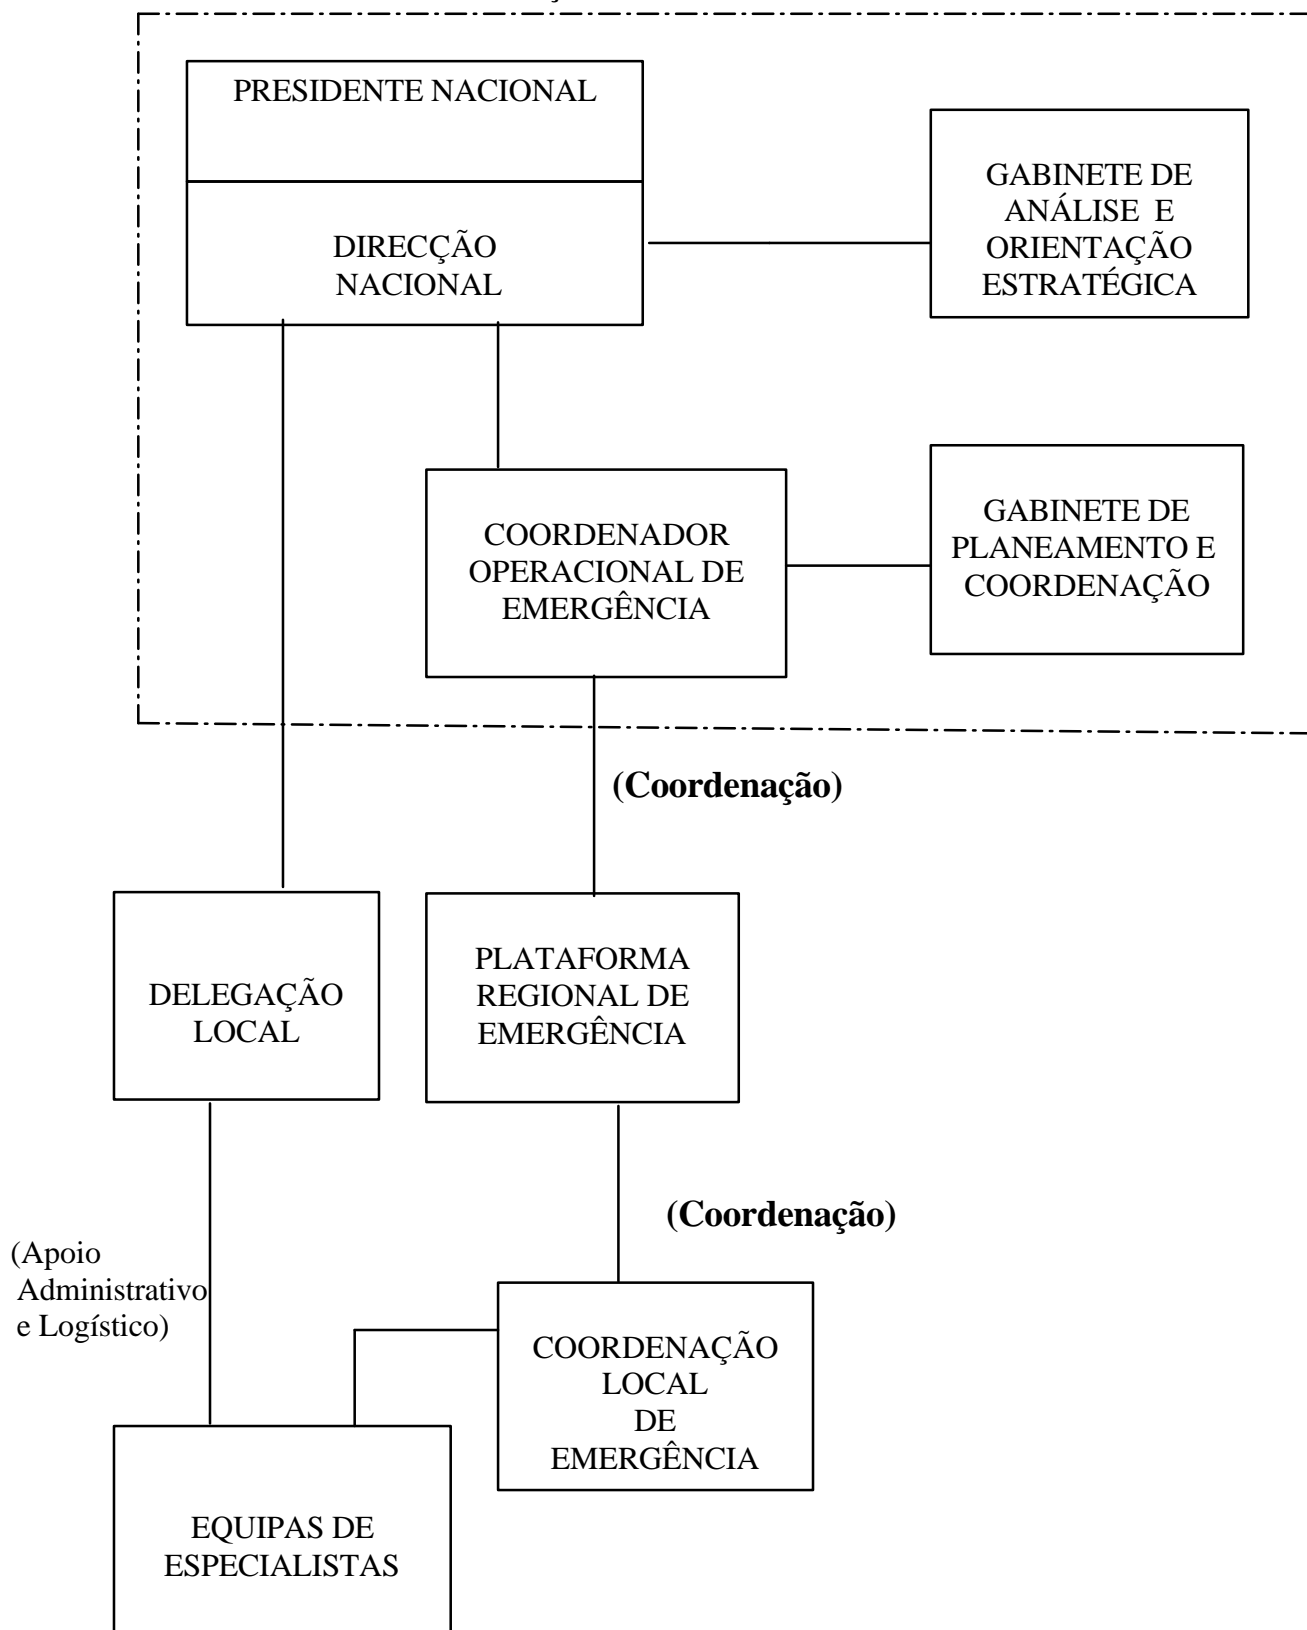 PRESIDENTE NACIONAL
DIRECÇÃO
NACIONAL
GABINETE DE
ANÁLISE E
ORIENTAÇÃO
ESTRATÉGICA
COORDENADOR
OPERACIONAL DE
EMERGÊNCIA
GABINETE DE
PLANEAMENTO E
COORDENAÇÃO
(Coordenação)
DELEGAÇÃO
LOCAL
PLATAFORMA
REGIONAL DE
EMERGÊNCIA
(Coordenação)
(Apoio
Administrativo
e Logístico)
COORDENAÇÃO
LOCAL
DE
EMERGÊNCIA
EQUIPAS DE
ESPECIALISTAS